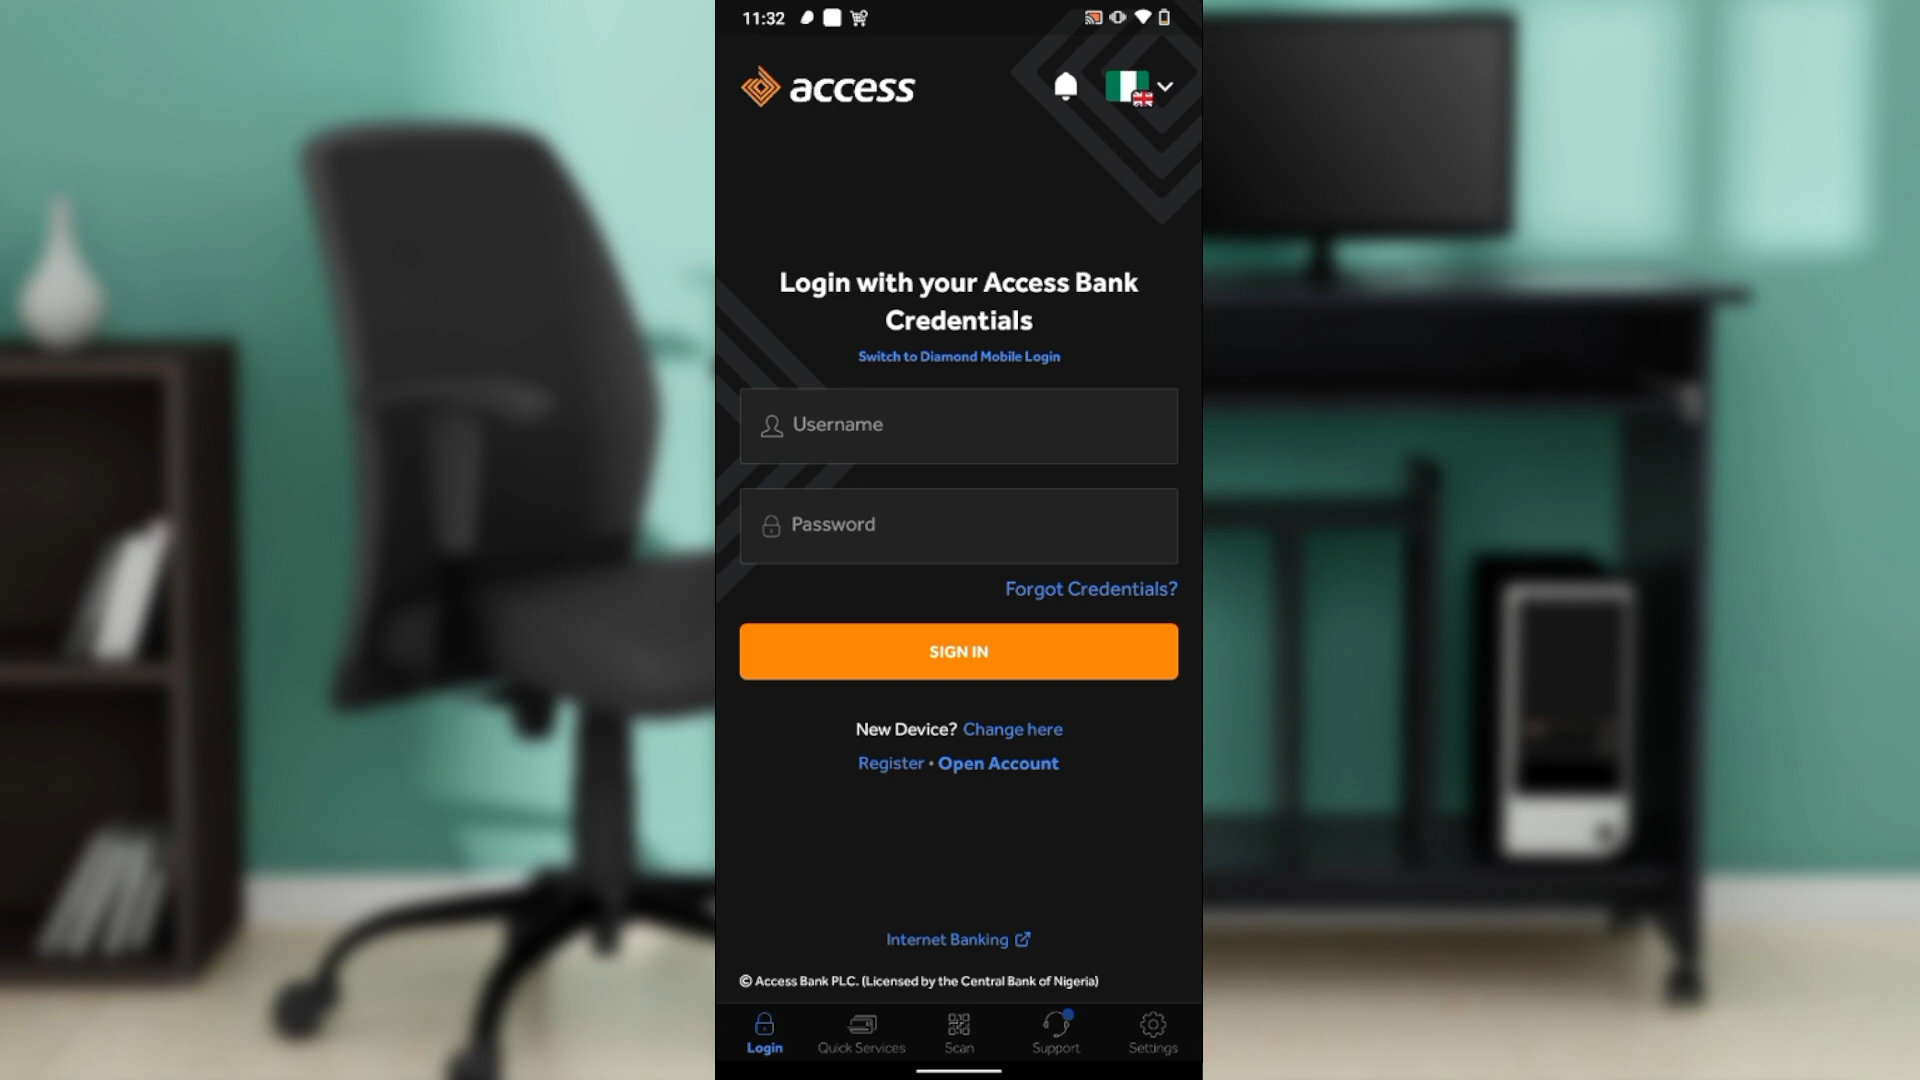 11:32
access
Login with your Access Bank
Credentials
Switch to Diamond Mobile Login
Username
Password
Forgot Credentials?
SIGN IN
New Device? Change here
Register • Open Account
Internet Banking
© Access Bank PLC. (Licensed by the Central Bank of Nigeria)
Login Quick Services Scan Support Settings